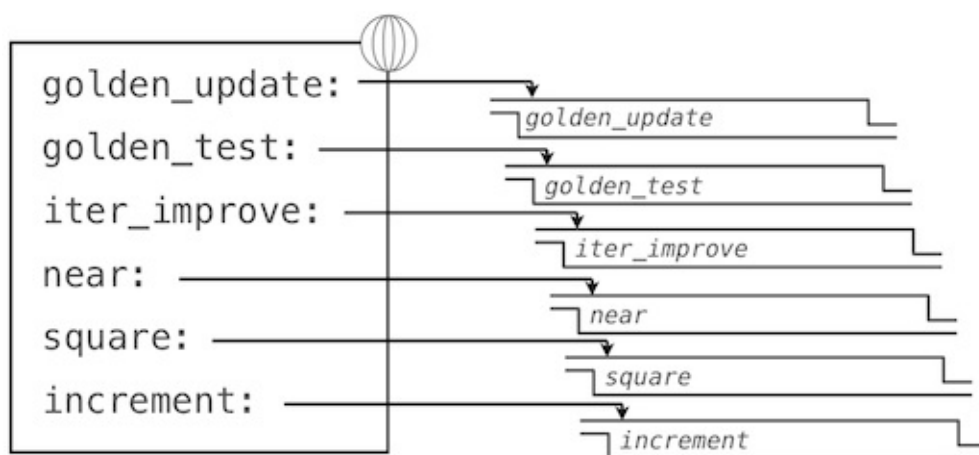 golden_update:
golden_update
golden_test:
golden_test
iter_improve:
iter_improve
near:
near
square:
square
increment:
increment